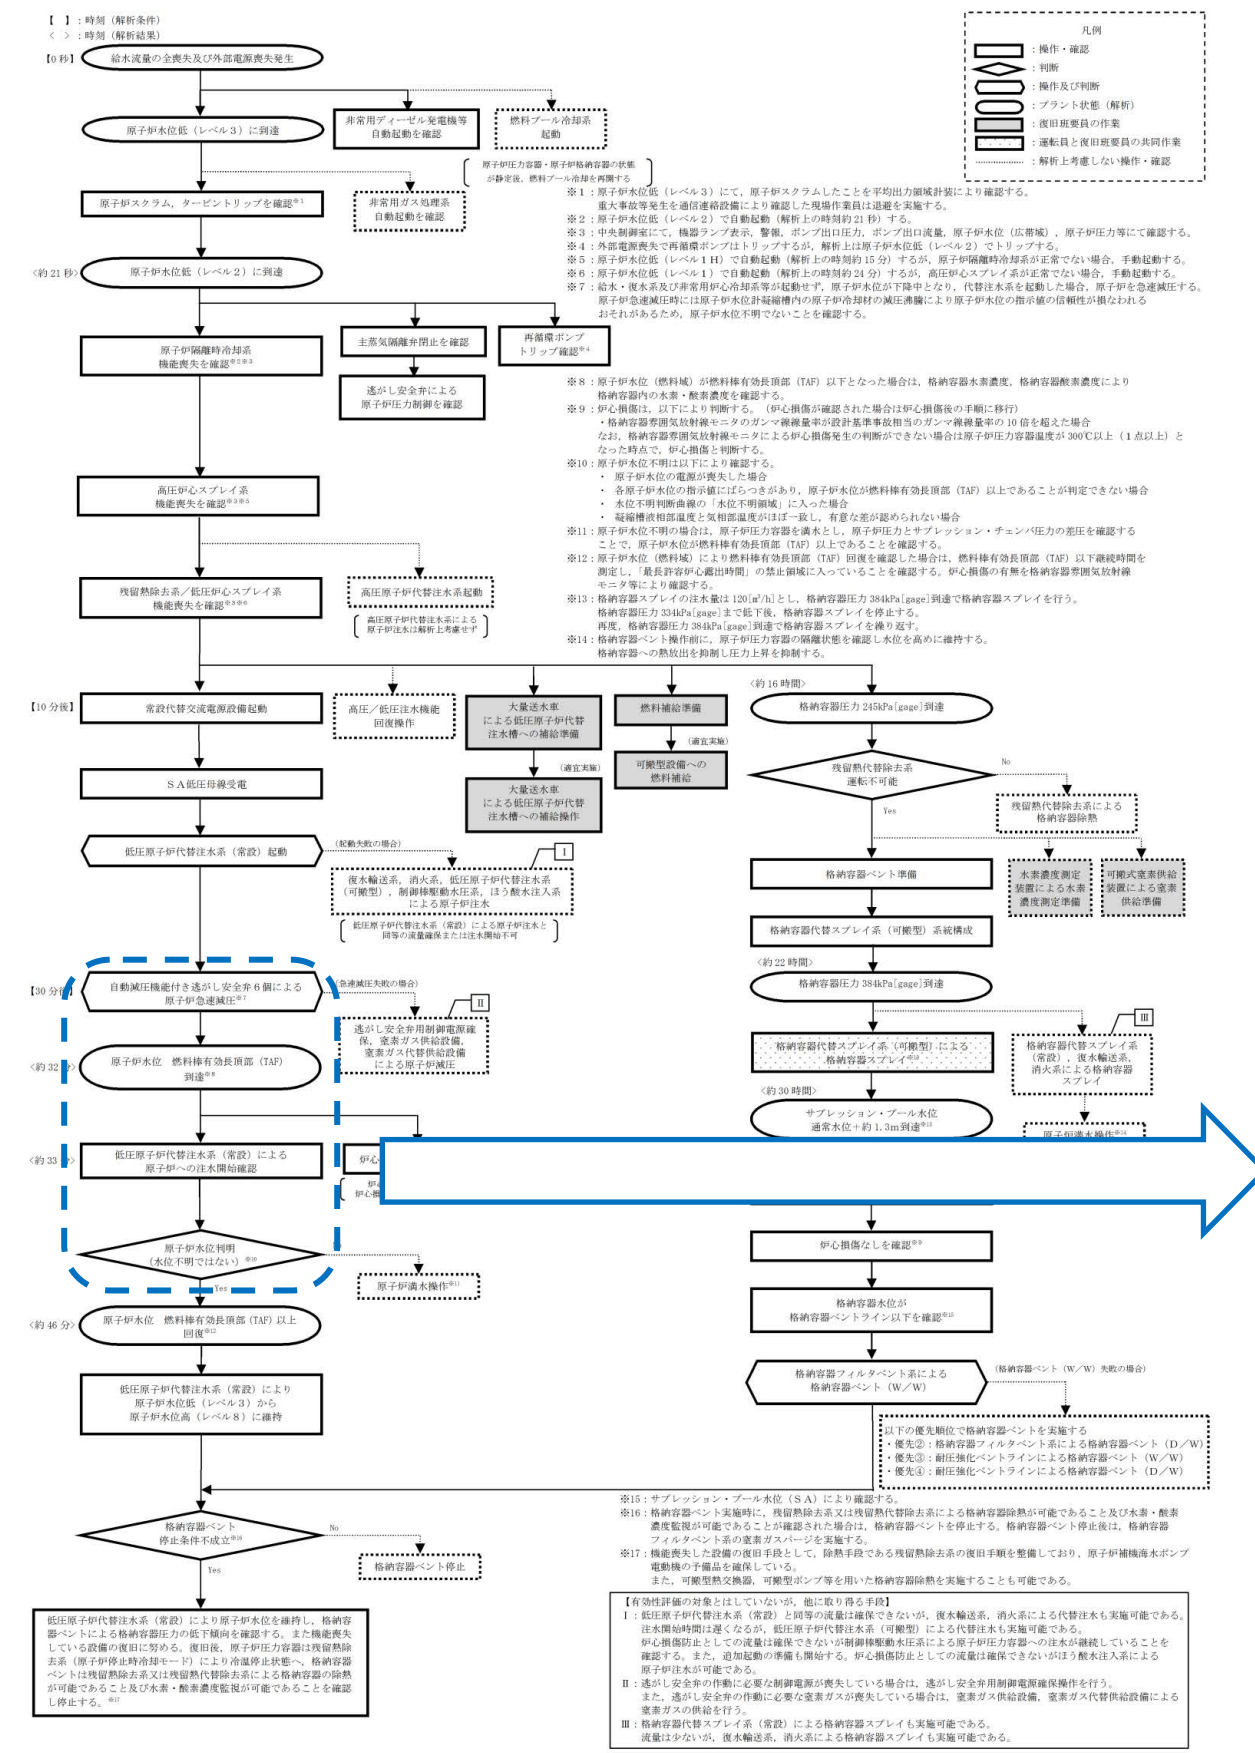 【　】：時刻（解析条件）
＜　＞：時刻（解析結果）
【0秒】
給水流量の全喪失及び外部電源喪失発生
原子炉水位低（レベル3）に到達
非常用ディーゼル発電機等
自動起動を確認
燃料プール冷却系
起動
原子炉圧力容器・原子炉格納容器の状態
が静定後，燃料プール冷却を再開する
原子炉スクラム，タービントリップを確認※1
非常用ガス処理系
自動起動を確認
＜約21秒＞
原子炉水位低（レベル2）に到達
原子炉隔離時冷却系
機能喪失を確認※2※3
主蒸気隔離弁閉止を確認
再循環ポンプ
トリップ確認※4
逃がし安全弁による
原子炉圧力制御を確認
高圧炉心スプレイ系
機能喪失を確認※3※5
残留熱除去系／低圧炉心スプレイ系
機能喪失を確認※3※6
高圧原子炉代替注水系起動
高圧原子炉代替注水系による
原子炉注水は解析上考慮せず
凡例
：操作・確認
：判断
：操作及び判断
：プラント状態（解析）
：復旧班要員の作業
：運転員と復旧班要員の共同作業
：解析上考慮しない操作・確認
※1：原子炉水位低（レベル3）にて，原子炉スクラムしたことを平均出力領域計装により確認する。
重大事故等発生を通信連絡設備により確認した現場作業員は退避を実施する。
※2：原子炉水位低（レベル2）で自動起動（解析上の時刻約21秒）する。
※3：中央制御室にて，機器ランプ表示，警報，ポンプ出口圧力，ポンプ出口流量，原子炉水位（広帯域），原子炉圧力等にて確認する。
※4：外部電源喪失で再循環ポンプはトリップするが，解析上は原子炉水位低（レベル2）でトリップする。
※5：原子炉水位低（レベル1H）で自動起動（解析上の時刻約15分）するが，原子炉隔離時冷却系が正常でない場合，手動起動する。
※6：原子炉水位低（レベル1）で自動起動（解析上の時刻約24分）するが，高圧炉心スプレイ系が正常でない場合，手動起動する。
※7：給水・復水系及び非常用炉心冷却系等が起動せず，原子炉水位が下降中となり，代替注水系を起動した場合，原子炉を急速減圧する。
原子炉急速減圧時には原子炉水位計凝縮槽内の原子炉冷却材の減圧沸騰により原子炉水位の指示値の信頼性が損なわれる
おそれがあるため，原子炉水位不明でないことを確認する。
※8：原子炉水位（燃料域）が燃料棒有効長頂部（TAF）以下となった場合は，格納容器水素濃度，格納容器酸素濃度により
格納容器内の水素・酸素濃度を確認する。
※9：炉心損傷は，以下により判断する。（炉心損傷が確認された場合は炉心損傷後の手順に移行）
・格納容器雰囲気放射線モニタのガンマ線線量率が設計基準事故相当のガンマ線線量率の10倍を超えた場合
なお，格納容器雰囲気放射線モニタによる炉心損傷発生の判断ができない場合は原子炉圧力容器温度が300℃以上（1点以上）と
なった時点で，炉心損傷と判断する。
※10：原子炉水位不明は以下により確認する。
・　原子炉水位の電源が喪失した場合
・　各原子炉水位の指示値にばらつきがあり，原子炉水位が燃料棒有効長頂部（TAF）以上であることが判定できない場合
・　水位不明判断曲線の「水位不明領域」に入った場合
・　凝縮槽液相部温度と気相部温度がほぼ一致し，有意な差が認められない場合
※11：原子炉水位不明の場合は，原子炉圧力容器を満水とし，原子炉圧力とサプレッション・チェンバ圧力の差圧を確認する
ことで，原子炉水位が燃料棒有効長頂部（TAF）以上であることを確認する。
※12：原子炉水位（燃料域）により燃料棒有効長頂部（TAF）回復を確認した場合は，燃料棒有効長頂部（TAF）以下継続時間を
測定し，「最長許容炉心露出時間」の禁止領域に入っていることを確認する。炉心損傷の有無を格納容器雰囲気放射線
モニタ等により確認する。
※13：格納容器スプレイの注水量は120[m³/h]とし，格納容器圧力384kPa[gage]到達で格納容器スプレイを行う。
格納容器圧力334kPa[gage]まで低下後，格納容器スプレイを停止する。
再度，格納容器圧力384kPa[gage]到達で格納容器スプレイを繰り返す。
※14：格納容器ベント操作前に，原子炉圧力容器の隔離状態を確認し水位を高めに維持する。
格納容器への熱放出を抑制し圧力上昇を抑制する。
【10分後】
常設代替交流電源設備起動
高圧／低圧注水機能
回復操作
大量送水車
による低圧原子炉代替
注水槽への補給準備
燃料補給準備
（適宜実施）
（適宜実施）
可搬型設備への
燃料補給
大量送水車
による低圧原子炉代替
注水槽への補給操作
SA低圧母線受電
低圧原子炉代替注水系（常設）起動
（起動失敗の場合）
Ⅰ
復水輸送系，消火系，低圧原子炉代替注水系
（可搬型），制御棒駆動水圧系，ほう酸水注入系
による原子炉注水
低圧原子炉代替注水系（常設）による原子炉注水と
同等の流量確保または注水開始不可
【30分後】
自動減圧機能付き逃がし安全弁6個による
原子炉急速減圧※7
（急速減圧失敗の場合）
Ⅱ
逃がし安全弁用制御電源確
保，窒素ガス供給設備，
窒素ガス代替供給設備
による原子炉減圧
＜約32分＞
原子炉水位　燃料棒有効長頂部（TAF）
到達※8
＜約33分＞
低圧原子炉代替注水系（常設）による
原子炉への注水開始確認
炉心
炉心損
原子炉水位判明
（水位不明ではない）※10
Yes
原子炉満水操作※11
＜約46分＞
原子炉水位　燃料棒有効長頂部（TAF）以上
回復※12
低圧原子炉代替注水系（常設）により
原子炉水位低（レベル3）から
原子炉水位高（レベル8）に維持
格納容器ベント
停止条件不成立※16
No
格納容器ベント停止
Yes
低圧原子炉代替注水系（常設）により原子炉水位を維持し，格納容
器ベントによる格納容器圧力の低下傾向を確認する。また機能喪失
している設備の復旧に努める。復旧後，原子炉圧力容器は残留熱除
去系（原子炉停止時冷却モード）により冷温停止状態へ，格納容器
ベントは残留熱除去系又は残留熱代替除去系による格納容器の除熱
が可能であること及び水素・酸素濃度監視が可能であることを確認
し停止する。※17
＜約16時間＞
格納容器圧力245kPa[gage]到達
残留熱代替除去系
運転不可能
No
残留熱代替除去系による
格納容器除熱
Yes
格納容器ベント準備
水素濃度測定
装置による水素
濃度測定準備
可搬式窒素供給
装置による窒素
供給準備
格納容器代替スプレイ系（可搬型）系統構成
＜約22時間＞
格納容器圧力384kPa[gage]到達
Ⅲ
格納容器代替スプレイ系（可搬型）による
格納容器スプレイ※13
格納容器代替スプレイ系
（常設），復水輸送系，
消火系による格納容器
スプレイ
＜約30時間＞
サプレッション・プール水位
通常水位＋約1.3m到達※15
原子炉満水操作※14
炉心損傷なしを確認※9
格納容器水位が
格納容器ベントライン以下を確認※15
格納容器フィルタベント系による
格納容器ベント（W／W）
（格納容器ベント（W／W）失敗の場合）
以下の優先順位で格納容器ベントを実施する
・優先②：格納容器フィルタベント系による格納容器ベント（D／W）
・優先③：耐圧強化ベントラインによる格納容器ベント（W／W）
・優先④：耐圧強化ベントラインによる格納容器ベント（D／W）
※15：サプレッション・プール水位（SA）により確認する。
※16：格納容器ベント実施時に，残留熱除去系又は残留熱代替除去系による格納容器除熱が可能であること及び水素・酸素
濃度監視が可能であることが確認された場合は，格納容器ベントを停止する。格納容器ベント停止後は，格納容器
フィルタベント系の窒素ガスパージを実施する。
※17：機能喪失した設備の復旧手段として，除熱手段である残留熱除去系の復旧手順を整備しており，原子炉補機海水ポンプ
電動機の予備品を確保している。
また，可搬型熱交換器，可搬型ポンプ等を用いた格納容器除熱を実施することも可能である。
【有効性評価の対象とはしていないが，他に取り得る手段】
Ⅰ：低圧原子炉代替注水系（常設）と同等の流量は確保できないが，復水輸送系，消火系による代替注水も実施可能である。
注水開始時間は遅くなるが，低圧原子炉代替注水系（可搬型）による代替注水も実施可能である。
炉心損傷防止としての流量は確保できないが制御棒駆動水圧系による原子炉圧力容器への注水が継続していることを
確認する。また，追加起動の準備も開始する。炉心損傷防止としての流量は確保できないがほう酸水注入系による
原子炉注水が可能である。
Ⅱ：逃がし安全弁の作動に必要な制御電源が喪失している場合は，逃がし安全弁用制御電源確保操作を行う。
また，逃がし安全弁の作動に必要な窒素ガスが喪失している場合は，窒素ガス供給設備，窒素ガス代替供給設備による
窒素ガスの供給を行う。
Ⅲ：格納容器代替スプレイ系（常設）による格納容器スプレイも実施可能である。
流量は少ないが，復水輸送系，消火系による格納容器スプレイも実施可能である。